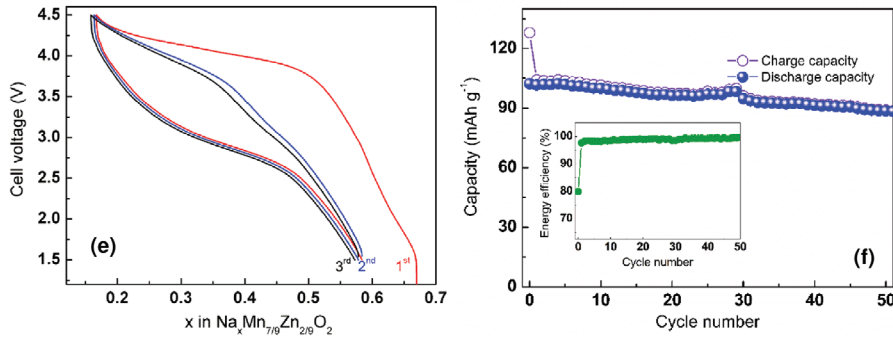 4.5
4.0
3.5
3.0
2.5
2.0
1.5
Cell voltage (V)
(e)
3rd 2nd 1st
0.2 0.3 0.4 0.5 0.6 0.7
x in NaxMn7/9Zn2/9O2
120
90
60
30
0
Capacity (mAh g-1)
Charge capacity
Discharge capacity
100
90
80
70
Energy efficiency (%)
0 10 20 30 40 50
Cycle number
(f)
0 10 20 30 40 50
Cycle number